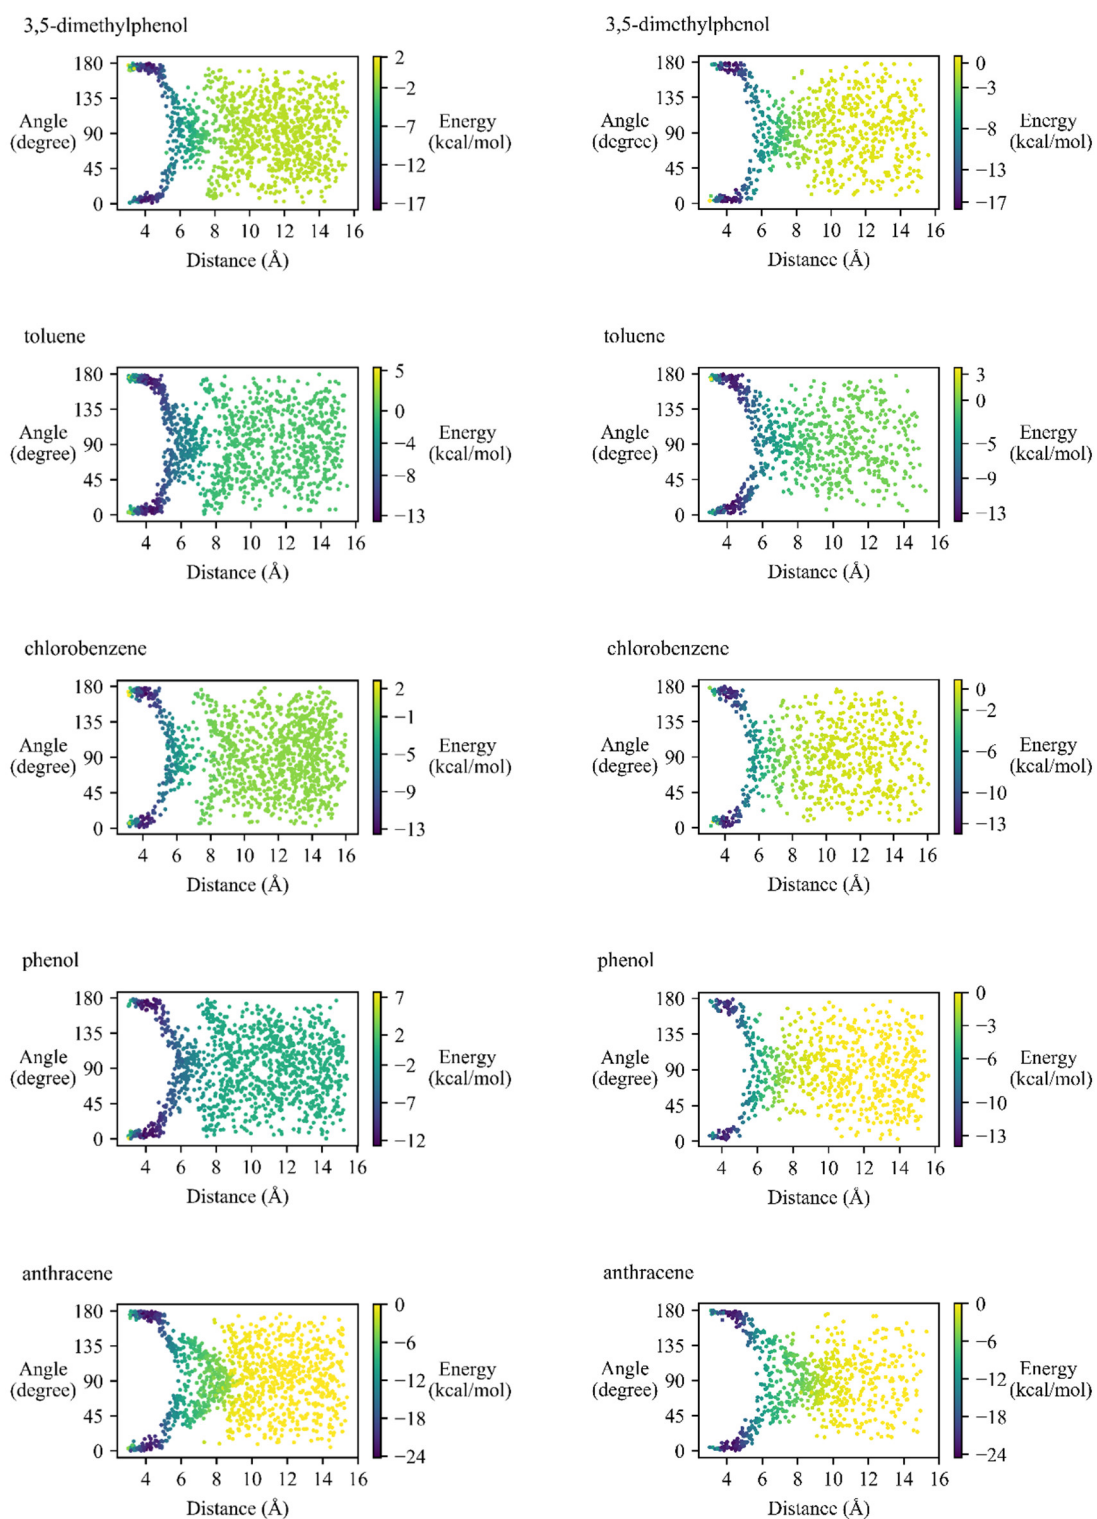 3,5-dimethylphenol
180
135
90
45
0
Angle
(degree)
4 6 8 10 12 14 16
Distance (Å)
2
−2
−7
−12
−17
Energy
(kcal/mol)
3,5-dimethylphenol
180
135
90
45
0
Angle
(degree)
4 6 8 10 12 14 16
Distance (Å)
0
−3
−8
−13
−17
Energy
(kcal/mol)
toluene
180
135
90
45
0
Angle
(degree)
4 6 8 10 12 14 16
Distance (Å)
5
0
−4
−8
−13
Energy
(kcal/mol)
toluene
180
135
90
45
0
Angle
(degree)
4 6 8 10 12 14 16
Distance (Å)
3
0
−5
−9
−13
Energy
(kcal/mol)
chlorobenzene
180
135
90
45
0
Angle
(degree)
4 6 8 10 12 14 16
Distance (Å)
2
−1
−5
−9
−13
Energy
(kcal/mol)
chlorobenzene
180
135
90
45
0
Angle
(degree)
4 6 8 10 12 14 16
Distance (Å)
0
−2
−6
−10
−13
Energy
(kcal/mol)
phenol
180
135
90
45
0
Angle
(degree)
4 6 8 10 12 14 16
Distance (Å)
7
2
−2
−7
−12
Energy
(kcal/mol)
phenol
180
135
90
45
0
Angle
(degree)
4 6 8 10 12 14 16
Distance (Å)
0
−3
−6
−10
−13
Energy
(kcal/mol)
anthracene
180
135
90
45
0
Angle
(degree)
4 6 8 10 12 14 16
Distance (Å)
0
−6
−12
−18
−24
Energy
(kcal/mol)
anthracene
180
135
90
45
0
Angle
(degree)
4 6 8 10 12 14 16
Distance (Å)
0
−6
−12
−18
−24
Energy
(kcal/mol)